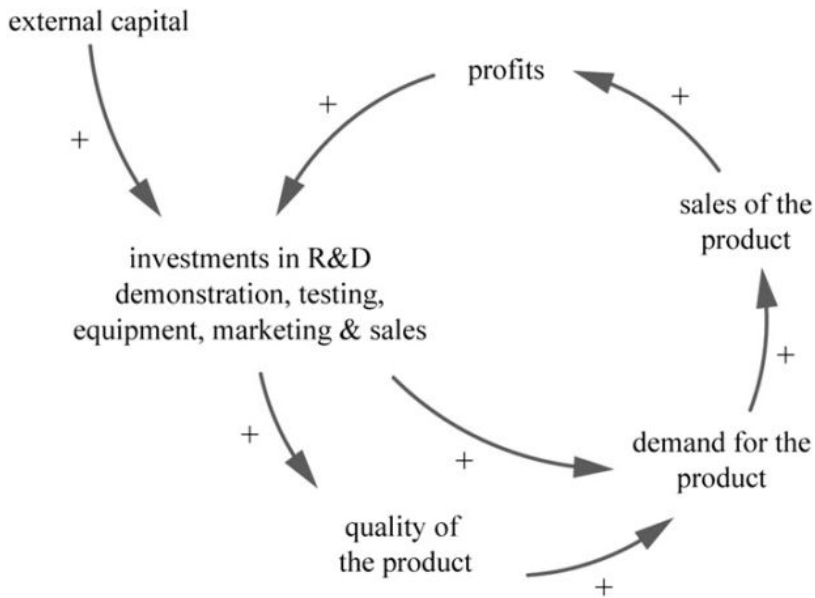 external capital
profits
+
+
+
sales of the
product
investments in R&D
demonstration, testing,
equipment, marketing & sales
+
+
+
demand for the
product
quality of
the product
+